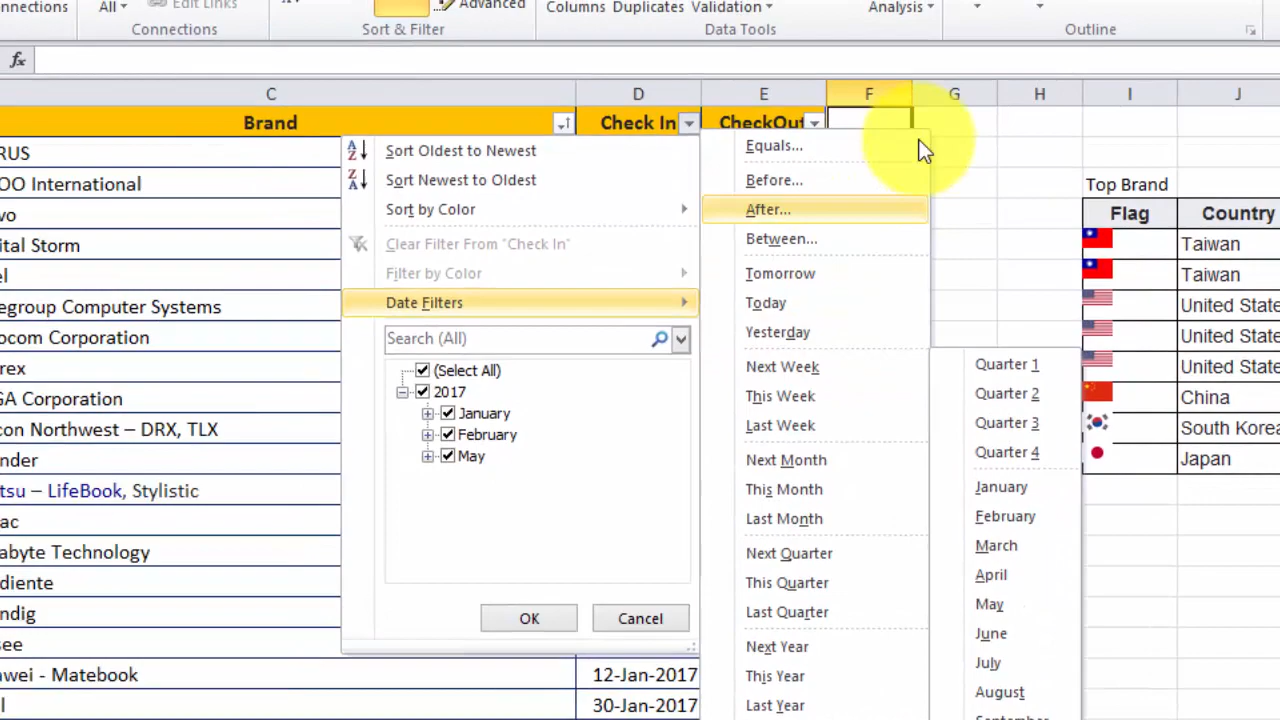 onnections
All
Edit Links
Advanced
Columns Duplicates Validation
Analysis
Connections
Sort & Filter
Data Tools
Outline
fx
C D E F G H I J
Brand Check In CheckOut
RUS
OO International
vo
ital Storm
el
egroup Computer Systems
ocom Corporation
rex
GA Corporation
con Northwest – DRX, TLX
nder
tsu – LifeBook, Stylistic
ac
abyte Technology
diente
ndig
see
awei - Matebook 12-Jan-2017
l 30-Jan-2017
Sort Oldest to Newest
Sort Newest to Oldest
Sort by Color
Clear Filter From "Check In"
Filter by Color
Date Filters
Search (All)
(Select All)
2017
January
February
May
OK Cancel
Equals...
Before...
After...
Between...
Tomorrow
Today
Yesterday
Next Week
This Week
Last Week
Next Month
This Month
Last Month
Next Quarter
This Quarter
Last Quarter
Next Year
This Year
Last Year
Quarter 1
Quarter 2
Quarter 3
Quarter 4
January
February
March
April
May
June
July
August
Top Brand
Flag Country
Taiwan
Taiwan
United State
United State
United State
China
South Korea
Japan